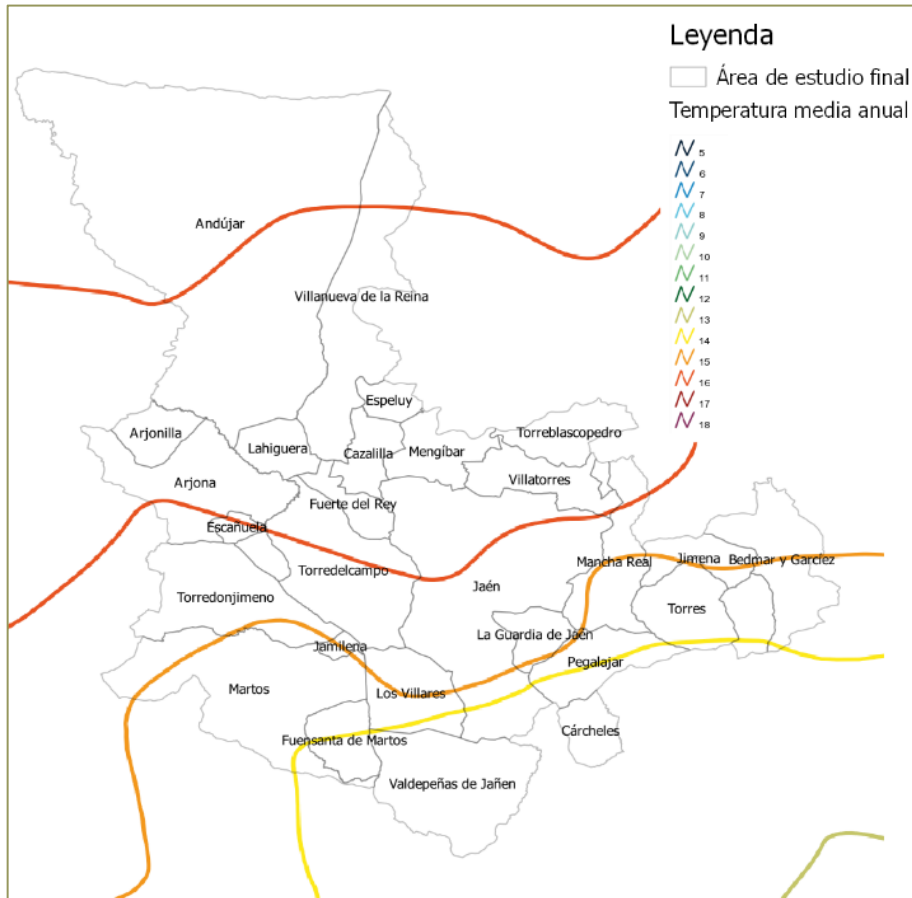 Leyenda
Área de estudio final
Temperatura media anual
5
6
7
8
9
10
11
12
13
14
15
16
17
18
Andújar
Villanueva de la Reina
Espeluy
Arjonilla
Lahiguera
Cazalilla
Mengíbar
Torreblascopedro
Arjona
Villatorres
Fuerte del Rey
Escañuela
Torredelcampo
Jaén
Mancha Real
Jimena
Bedmar y Garcíez
Torredonjimeno
Torres
La Guardia de Jaén
Jamilena
Pegalajar
Martos
Los Villares
Cárcheles
Fuensanta de Martos
Valdepeñas de Jañen